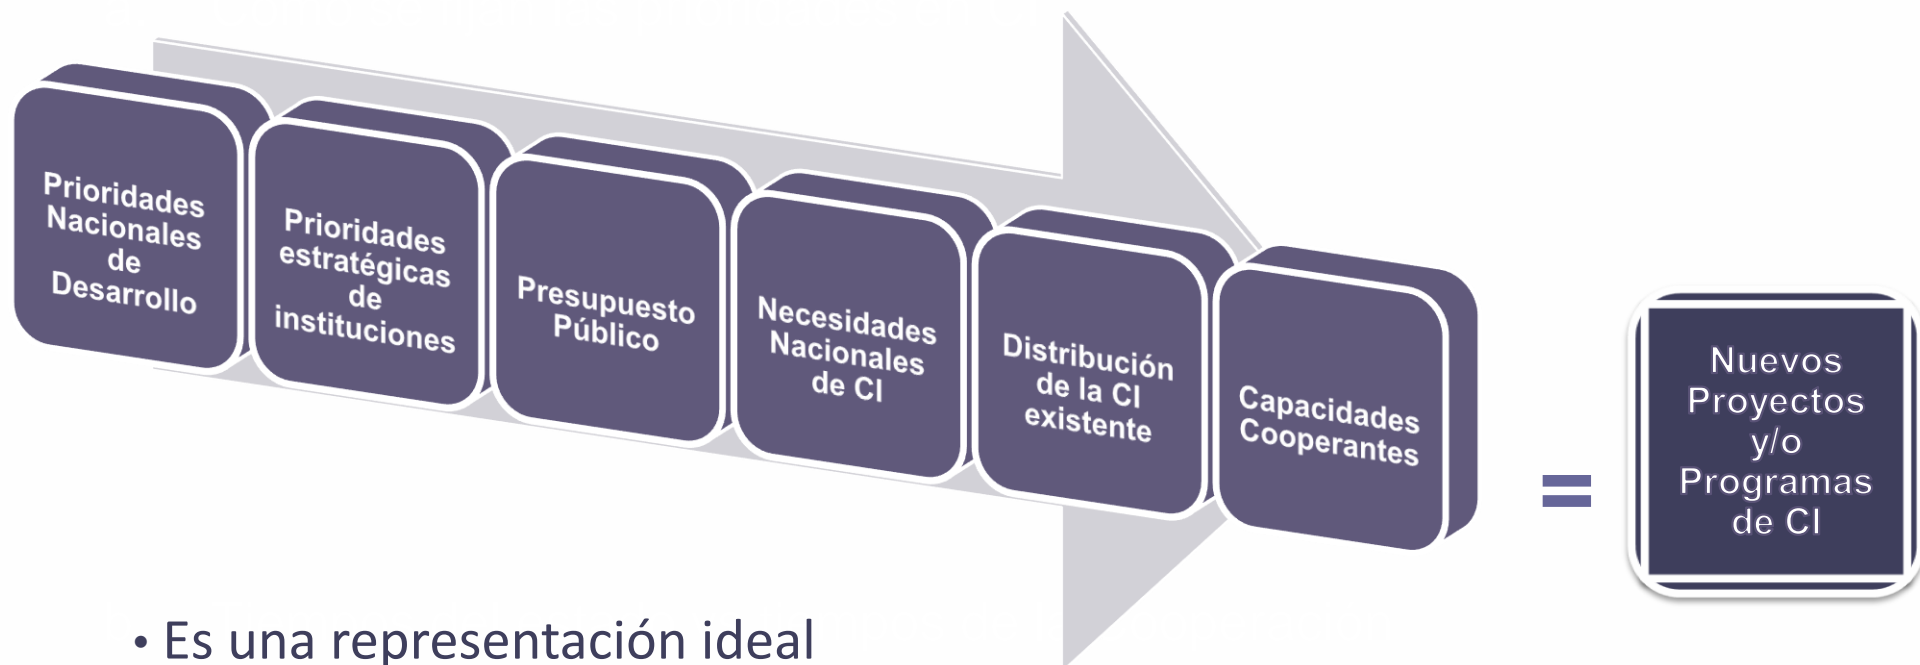 Prioridades
Nacionales
de
Desarrollo
Prioridades
estratégicas
de
instituciones
Presupuesto
Público
Necesidades
Nacionales
de CI
Distribución
de la CI
existente
Capacidades
Cooperantes
=
Nuevos
Proyectos
y/o
Programas
de CI
• Es una representación ideal